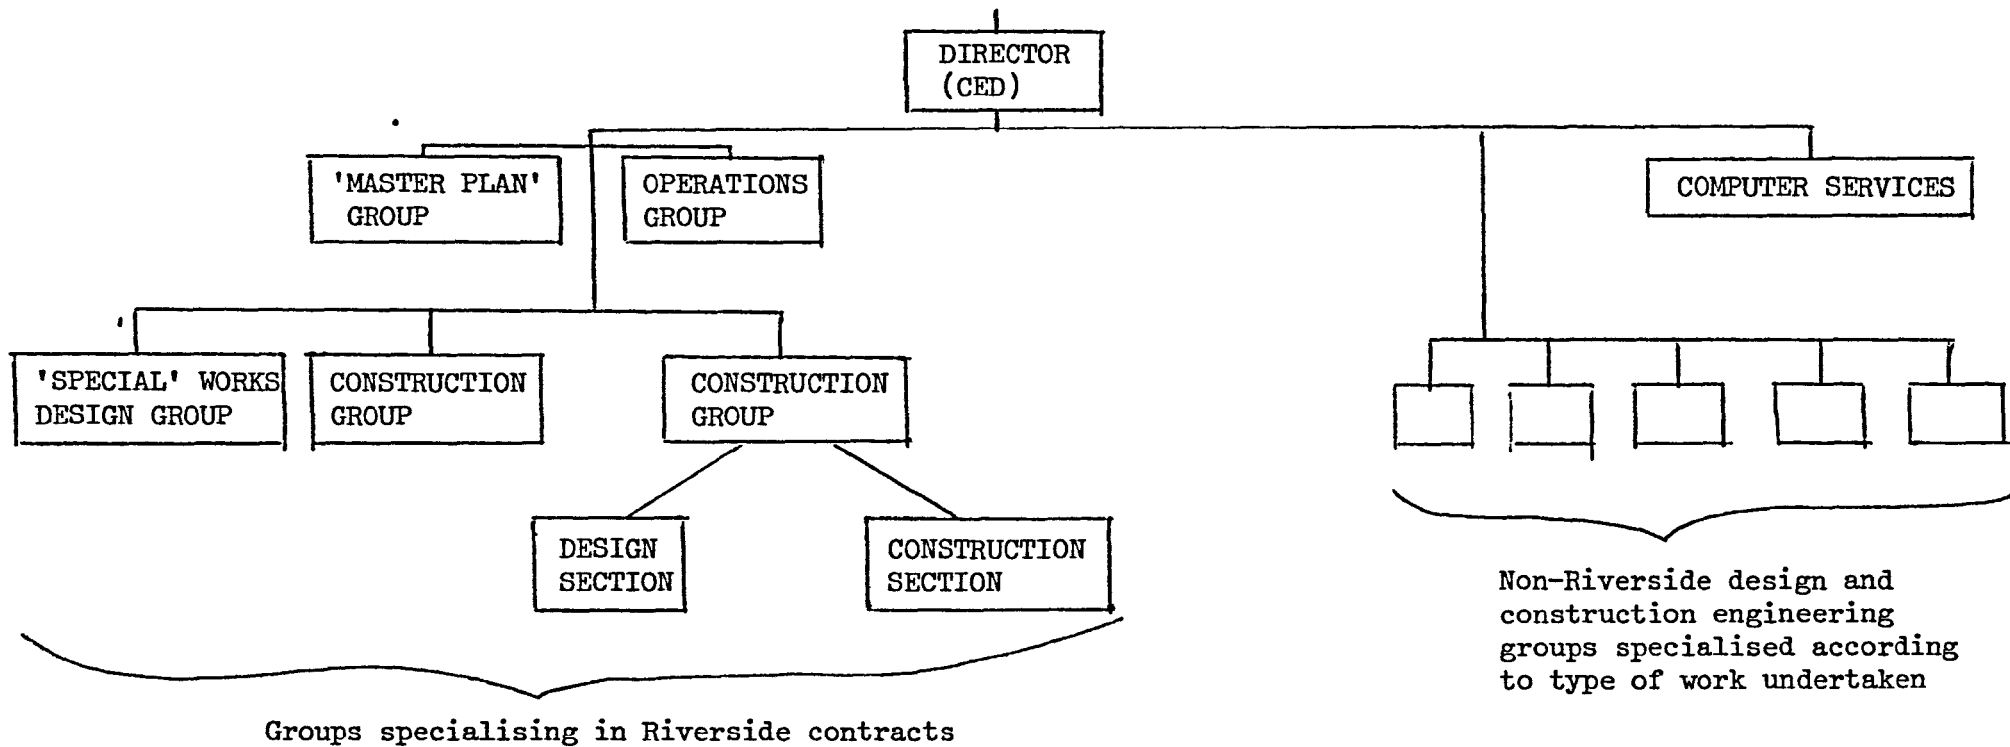 DIRECTOR
(CED)
'MASTER PLAN'
GROUP
OPERATIONS
GROUP
COMPUTER SERVICES
'SPECIAL' WORKS
DESIGN GROUP
CONSTRUCTION
GROUP
CONSTRUCTION
GROUP
DESIGN
SECTION
CONSTRUCTION
SECTION
Non-Riverside design and
construction engineering
groups specialised according
to type of work undertaken
Groups specialising in Riverside contracts